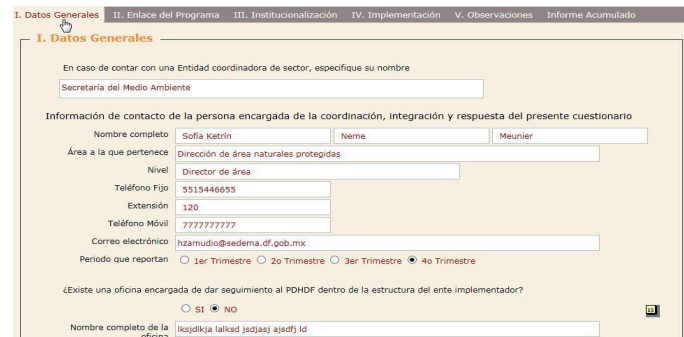 I. Datos Generales II. Enlace del Programa III. Institucionalización IV. Implementación V. Observaciones Informe Acumulado
I. Datos Generales
En caso de contar con una Entidad coordinadora de sector, especifique su nombre
Secretaría del Medio Ambiente
Información de contacto de la persona encargada de la coordinación, integración y respuesta del presente cuestionario
Nombre completo Sofía Ketrín Neme Meunier
Área a la que pertenece Dirección de área naturales protegidas
Nivel Director de área
Teléfono Fijo 5515446655
Extensión 120
Teléfono Móvil 7777777777
Correo electrónico hzamudio@sedema.df.gob.mx
Periodo que reportan 1er Trimestre 2o Trimestre 3er Trimestre 4o Trimestre
¿Existe una oficina encargada de dar seguimiento al PDHDF dentro de la estructura del ente implementador?
SI NO
Nombre completo de la lksjdlkja lalksd jsdjasj ajsdfj ld
oficina